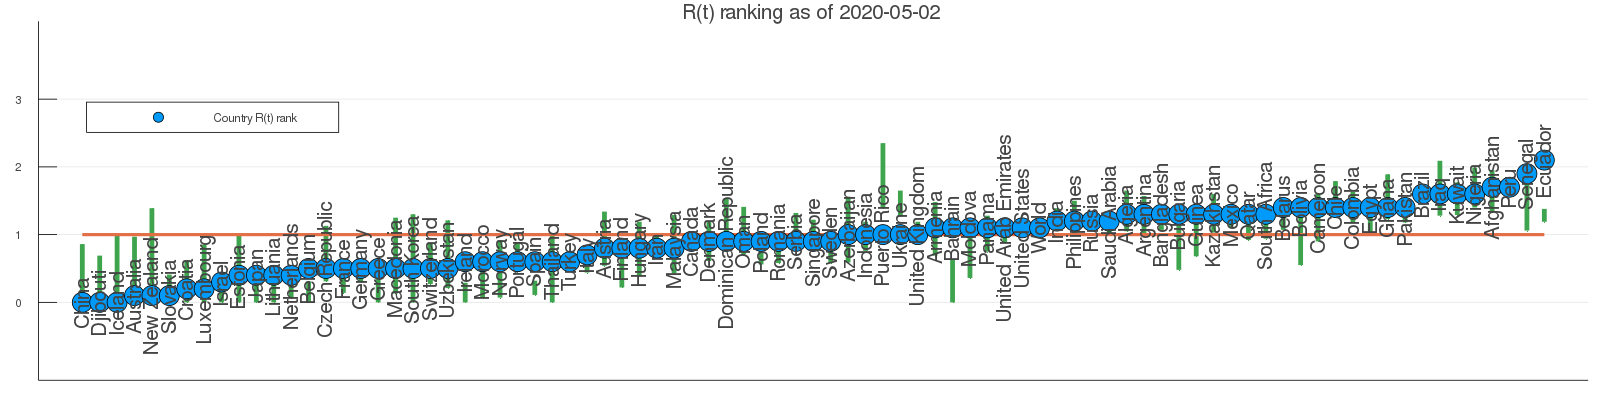 R(t) ranking as of 2020-05-02
3
2
1
0
Country R(t) rank
China
Djibouti
Iceland
Australia
New Zealand
Slovakia
Croatia
Luxembourg
Israel
Estonia
Lithuania
Netherlands
Belgium
Czech Republic
France
Germany
Greece
Macedonia
South Korea
Switzerland
Uzbekistan
Ireland
Morocco
Norway
Portugal
Spain
Thailand
Turkey
Italy
Austria
Finland
Hungary
Iran
Malaysia
Canada
Denmark
Dominican Republic
Oman
Poland
Romania
Serbia
Singapore
Sweden
Azerbaijan
Indonesia
Puerto Rico
Ukraine
United Kingdom
Armenia
Bahrain
Moldova
Panama
United Arab Emirates
United States
World
India
Philippines
Russia
Saudi Arabia
Algeria
Argentina
Bangladesh
Bulgaria
Guinea
Kazakhstan
Mexico
Qatar
South Africa
Belarus
Bolivia
Cameroon
Chile
Colombia
Egypt
Ghana
Pakistan
Brazil
Iraq
Kuwait
Nigeria
Afghanistan
Peru
Senegal
Ecuador